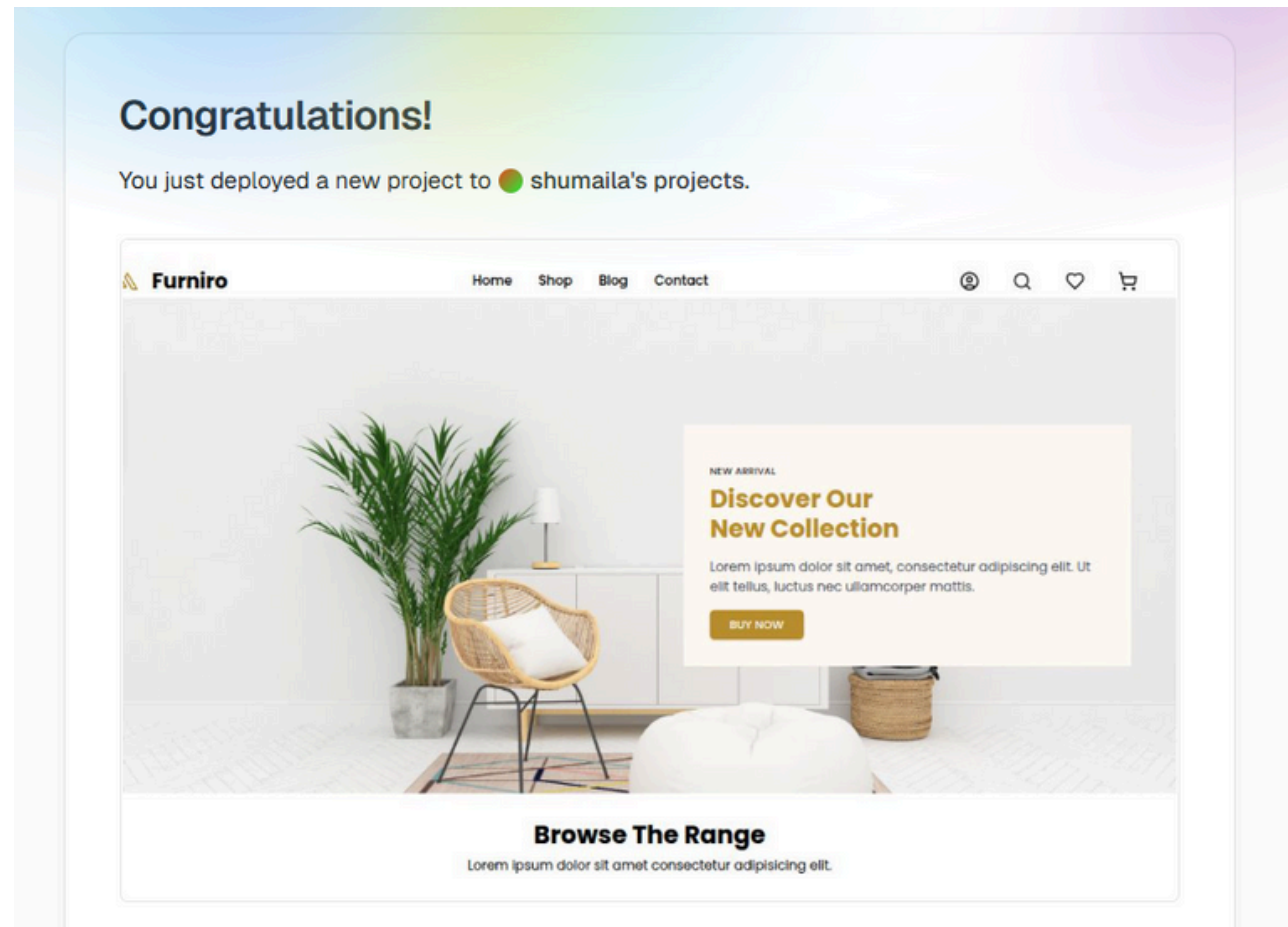 Congratulations!
You just deployed a new project to shumaila's projects.
Furniro
Home Shop Blog Contact
NEW ARRIVAL
Discover Our
New Collection
Lorem ipsum dolor sit amet, consectetur adipiscing elit. Ut
elit tellus, luctus nec ullamcorper mattis.
BUY NOW
Browse The Range
Lorem ipsum dolor sit amet consectetur adipisicing elit.